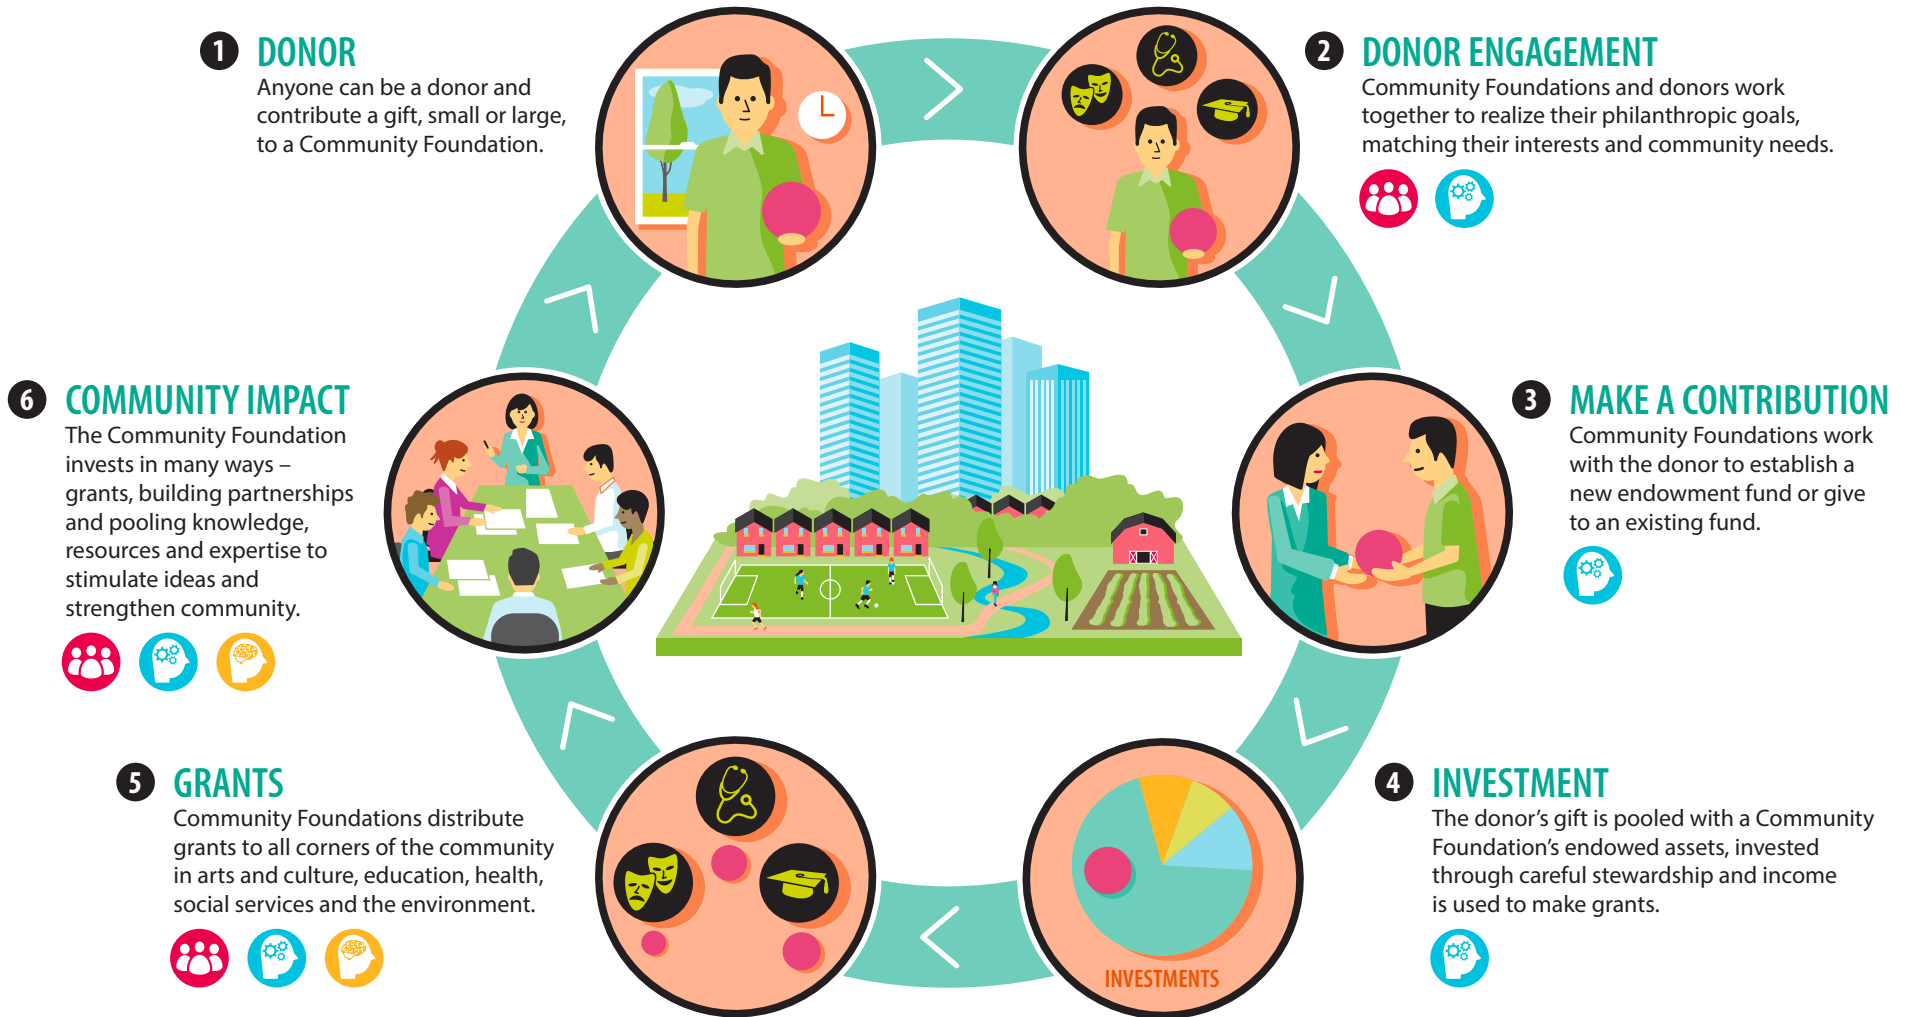 1 DONOR
Anyone can be a donor and
contribute a gift, small or large,
to a Community Foundation.
2 DONOR ENGAGEMENT
Community Foundations and donors work
together to realize their philanthropic goals,
matching their interests and community needs.
3 MAKE A CONTRIBUTION
Community Foundations work
with the donor to establish a
new endowment fund or give
to an existing fund.
4 INVESTMENT
The donor’s gift is pooled with a Community
Foundation’s endowed assets, invested
through careful stewardship and income
is used to make grants.
INVESTMENTS
5 GRANTS
Community Foundations distribute
grants to all corners of the community
in arts and culture, education, health,
social services and the environment.
6 COMMUNITY IMPACT
The Community Foundation
invests in many ways –
grants, building partnerships
and pooling knowledge,
resources and expertise to
stimulate ideas and
strengthen community.